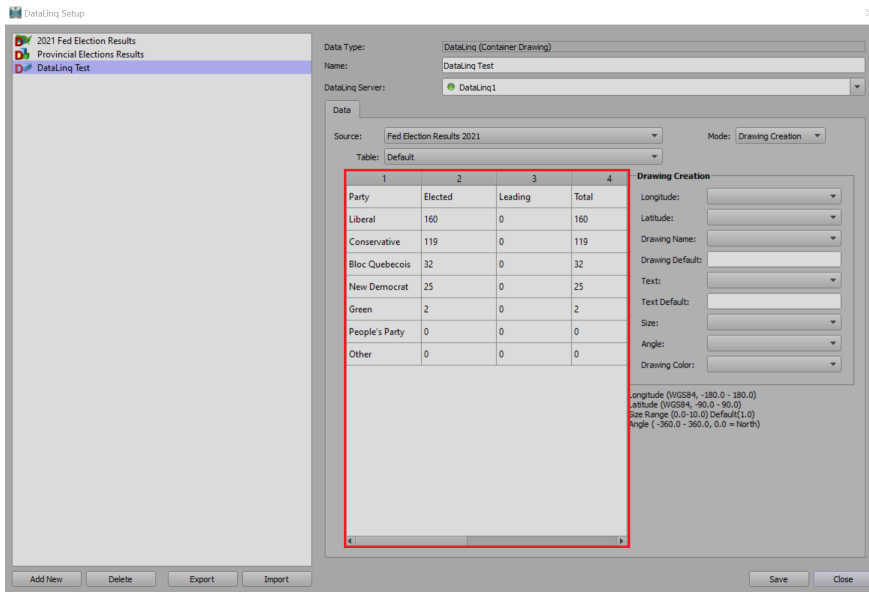 DataLinq Setup
2021 Fed Election Results
Provincial Elections Results
DataLinq Test
Data Type: DataLinq (Container Drawing)
Name: DataLinq Test
DataLinq Server: DataLinq1
Data
Source: Fed Election Results 2021 Mode: Drawing Creation
Table: Default
1 2 3 4
Party Elected Leading Total
Liberal 160 0 160
Conservative 119 0 119
Bloc Quebecois 32 0 32
New Democrat 25 0 25
Green 2 0 2
People's Party 0 0 0
Other 0 0 0
Drawing Creation
Longitude:
Latitude:
Drawing Name:
Drawing Default:
Text:
Text Default:
Size:
Angle:
Drawing Color:
Longitude (WGS84, -180.0 - 180.0)
Latitude (WGS84, -90.0 - 90.0)
Size Range (0.0-10.0) Default(1.0)
Angle ( -360.0 - 360.0, 0.0 = North)
Add New Delete Export Import Save Close